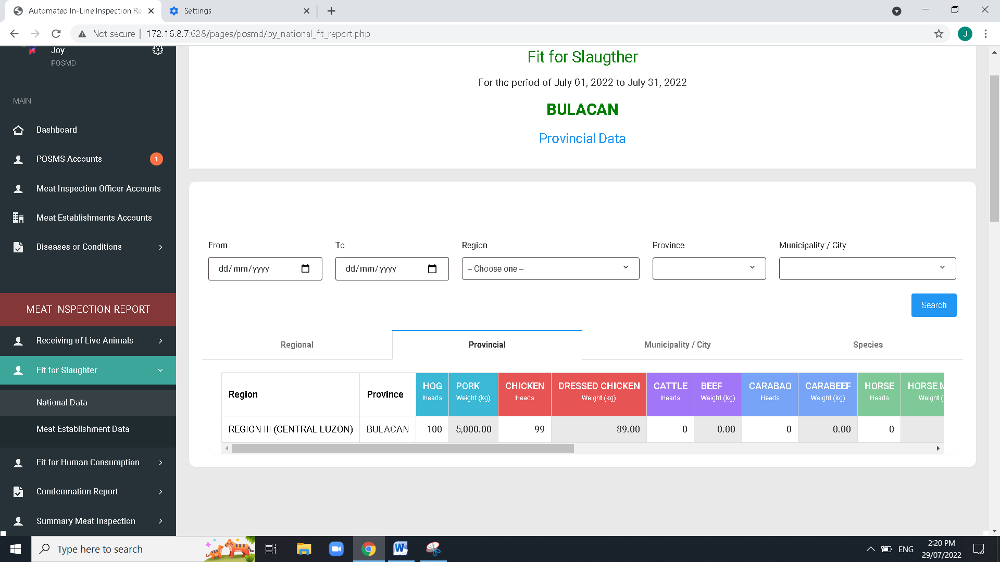 Automated In-Line Inspection Re
Settings
Not secure
172.16.8.7:628/pages/posmd/by_national_fit_report.php
J
Joy
POSMD
MAIN
Dashboard
POSMS Accounts
1
Meat Inspection Officer Accounts
Meat Establishments Accounts
Diseases or Conditions
MEAT INSPECTION REPORT
Receiving of Live Animals
Fit for Slaughter
National Data
Meat Establishment Data
Fit for Human Consumption
Condemnation Report
Summary Meat Inspection
Fit for Slaugther
For the period of July 01, 2022 to July 31, 2022
BULACAN
Provincial Data
From To Region Province Municipality / City
dd/mm/yyyy dd/mm/yyyy -- Choose one --
Search
Regional Provincial Municipality / City Species
Region Province HOG Heads PORK Weight (kg) CHICKEN Heads DRESSED CHICKEN Weight (kg) CATTLE Heads BEEF Weight (kg) CARABAO Heads CARABEEF Weight (kg) HORSE Heads HORSE M Weight (
REGION III (CENTRAL LUZON) BULACAN 100 5,000.00 99 89.00 0 0.00 0 0.00 0
Type here to search
ENG
2:20 PM
29/07/2022